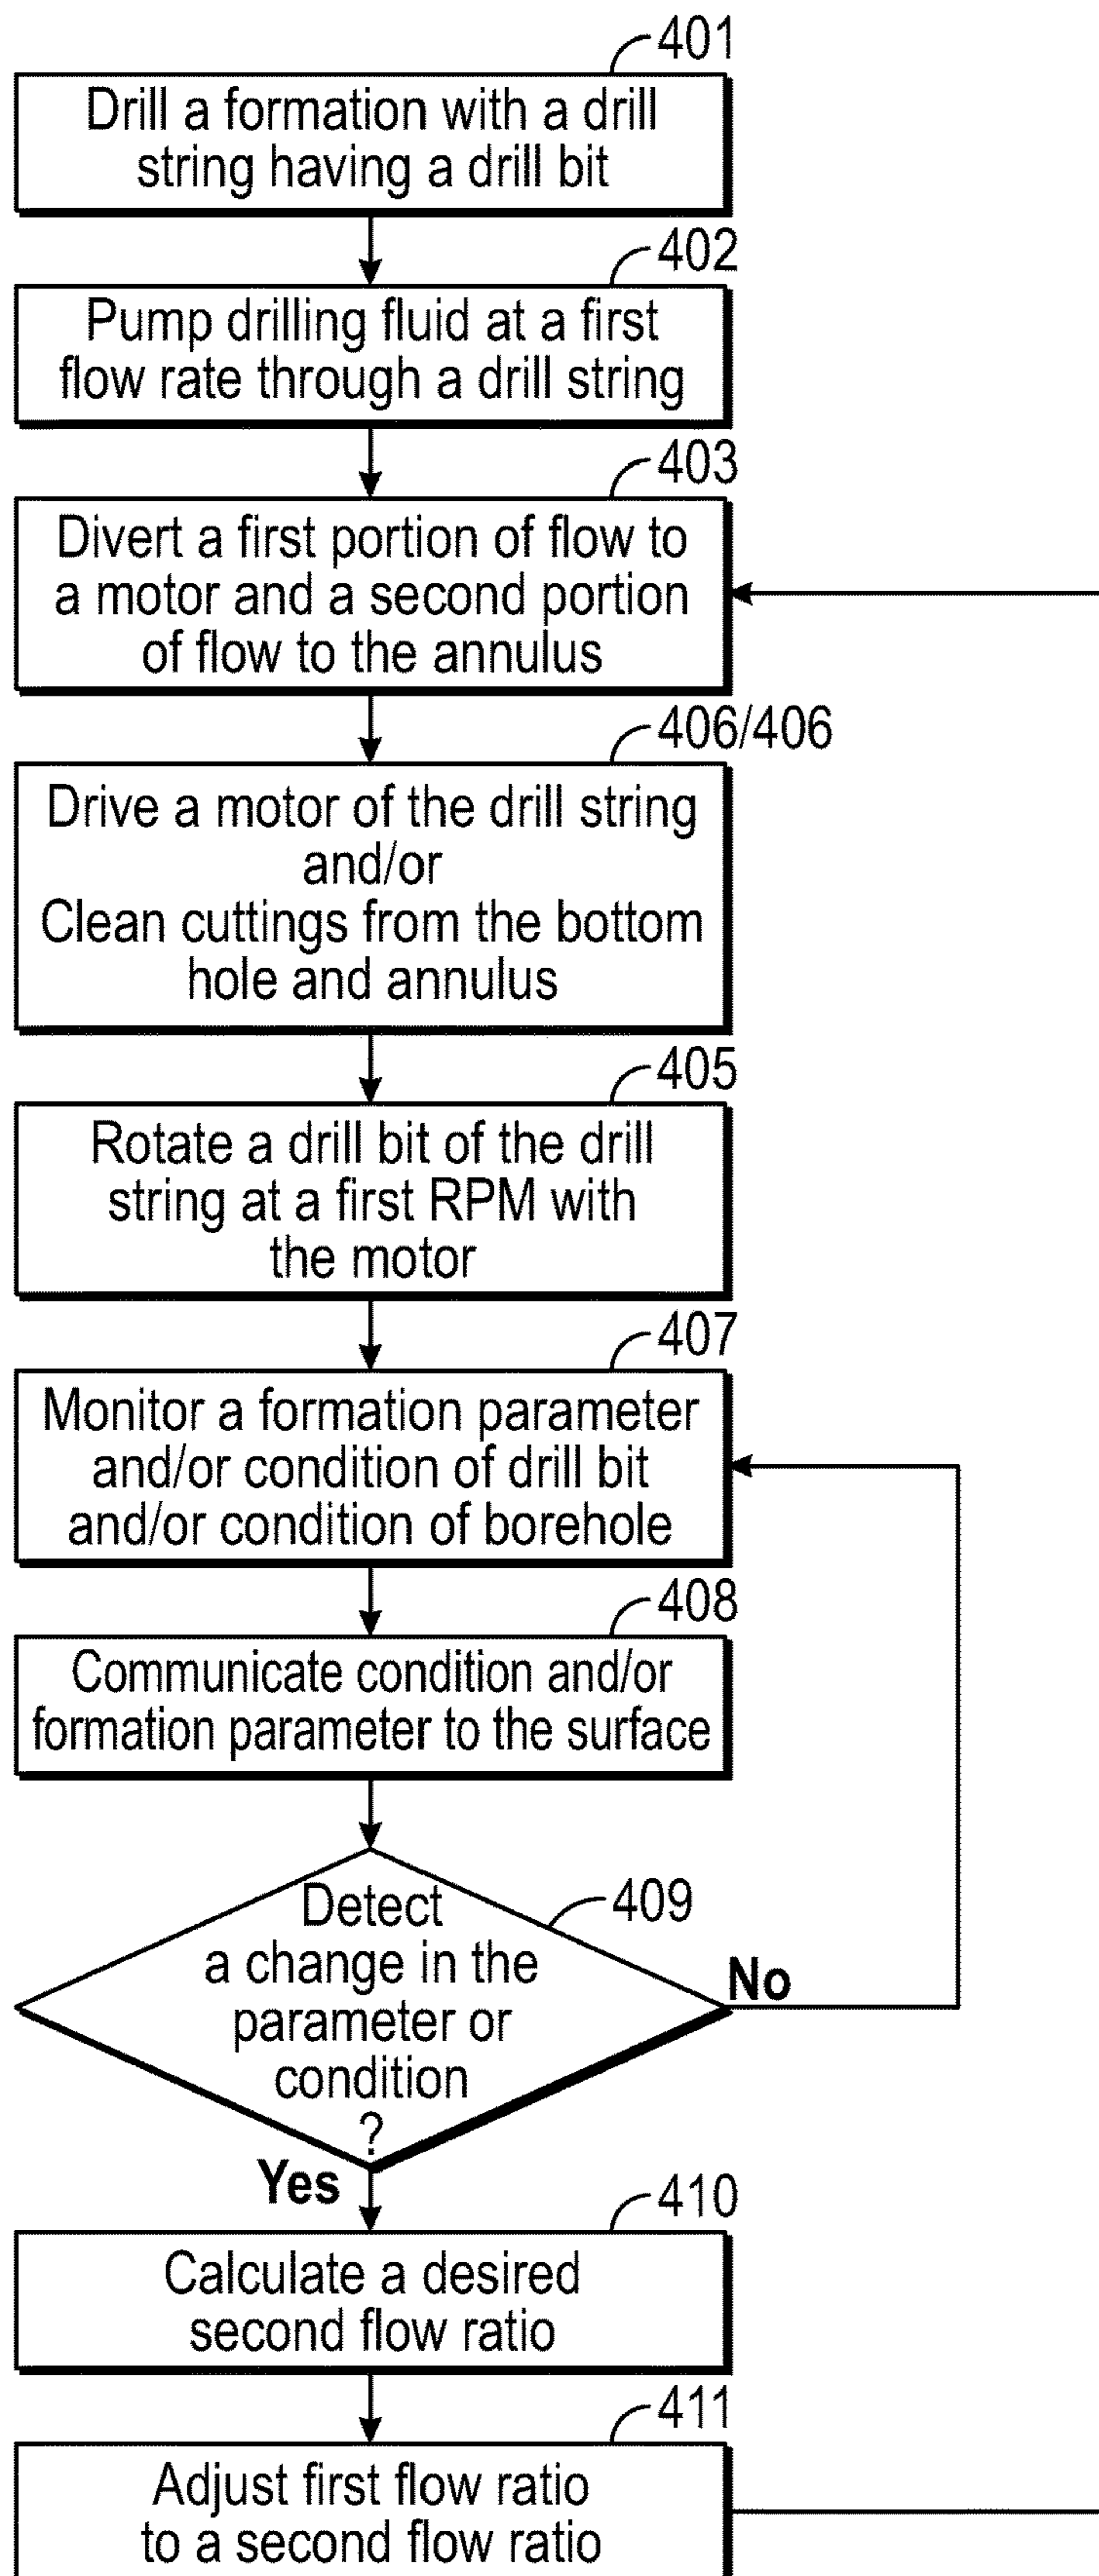 401
Drill a formation with a drill
string having a drill bit
402
Pump drilling fluid at a first
flow rate through a drill string
403
Divert a first portion of flow to
a motor and a second portion
of flow to the annulus
406/406
Drive a motor of the drill string
and/or
Clean cuttings from the bottom
hole and annulus
405
Rotate a drill bit of the drill
string at a first RPM with
the motor
407
Monitor a formation parameter
and/or condition of drill bit
and/or condition of borehole
408
Communicate condition and/or
formation parameter to the surface
409
Detect
a change in the
parameter or
condition
?
No
Yes
410
Calculate a desired
second flow ratio
411
Adjust first flow ratio
to a second flow ratio